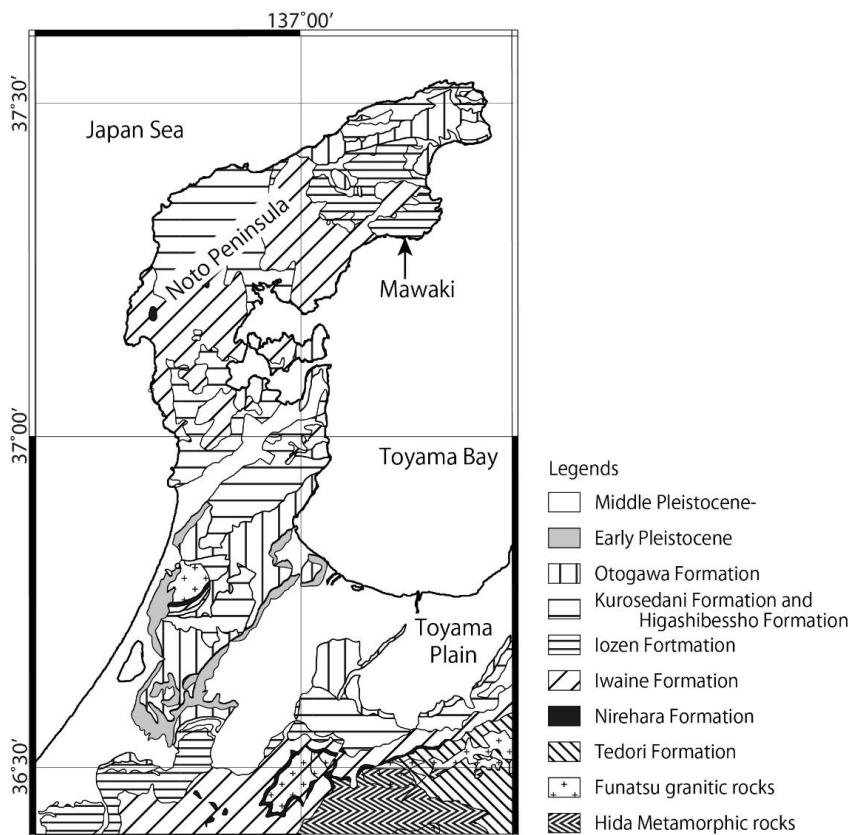 137°00′
37°30′
Japan Sea
Noto Peninsula
Mawaki
37°00′
Toyama Bay
Toyama
Plain
36°30′
Legends
Middle Pleistocene-
Early Pleistocene
Otogawa Formation
Kurosedani Formation and
Higashibessho Formation
Iozen Fortmation
Iwaine Formation
Nirehara Formation
Tedori Formation
Funatsu granitic rocks
Hida Metamorphic rocks